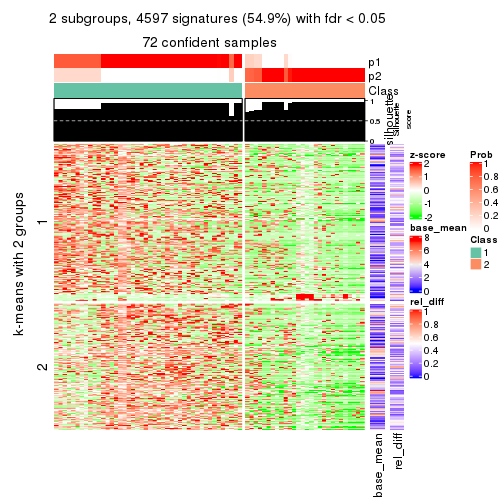 2 subgroups, 4597 signatures (54.9%) with fdr < 0.05
72 confident samples
p1
p2
Class
silhouette
Silhouette
score
1
0.5
0
k-means with 2 groups
1
2
base_mean
rel_diff
z-score
2
1
0
-1
-2
base_mean
8
6
4
2
0
rel_diff
1
0.8
0.6
0.4
0.2
0
Prob
1
0.8
0.6
0.4
0.2
0
Class
1
2